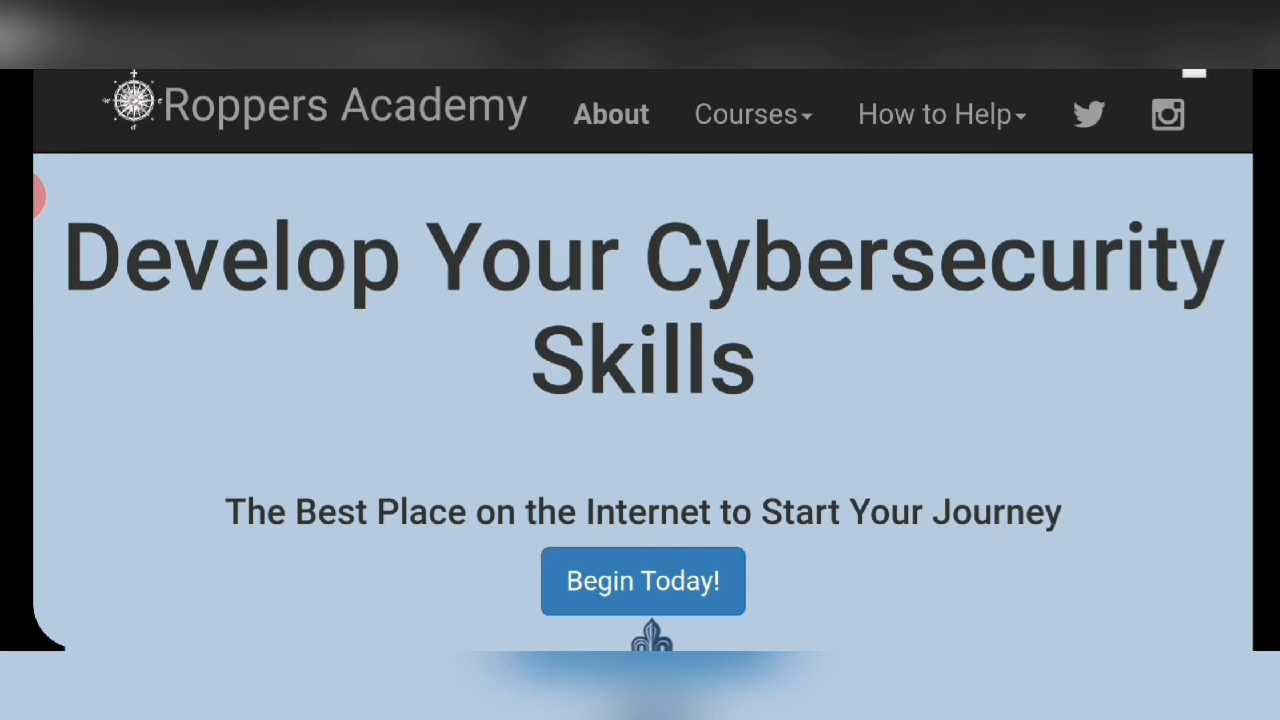 Roppers Academy About Courses How to Help
Develop Your Cybersecurity
Skills
The Best Place on the Internet to Start Your Journey
Begin Today!